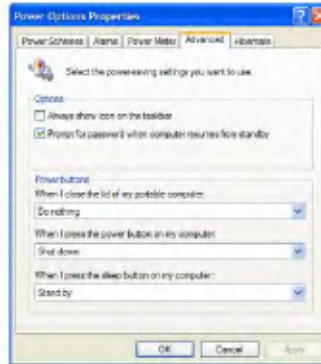 Power Options Properties
Power Schemes Alarms Power Meter Advanced Hibernate
Select the power-saving settings you want to use.
Options
Always show icon on the taskbar
Prompt for password when computer resumes from standby
Power buttons
When I close the lid of my portable computer:
Do nothing
When I press the power button on my computer:
Shut down
When I press the sleep button on my computer:
Stand by
OK Cancel Apply